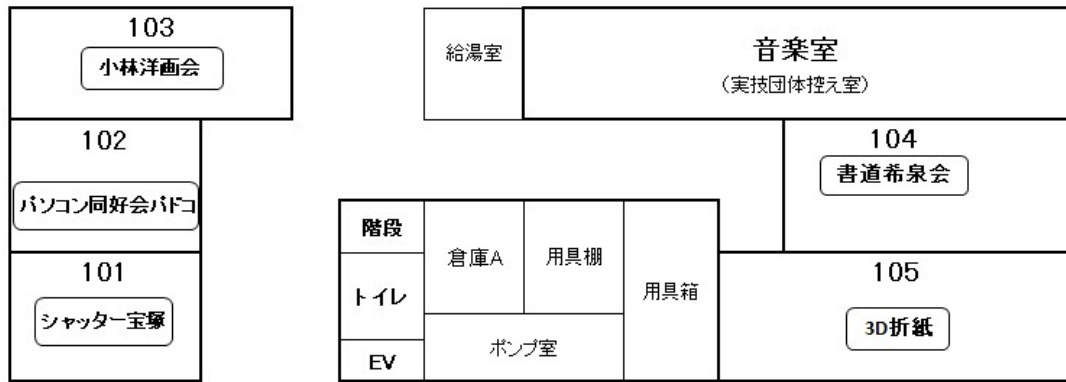 103
小林洋画会
給湯室
音楽室
（実技団体控え室）
102
パソコン同好会パドコ
104
書道希泉会
階段
倉庫A
用具棚
用具箱
101
シャッター宝塚
トイレ
105
3D折紙
ポンプ室
EV